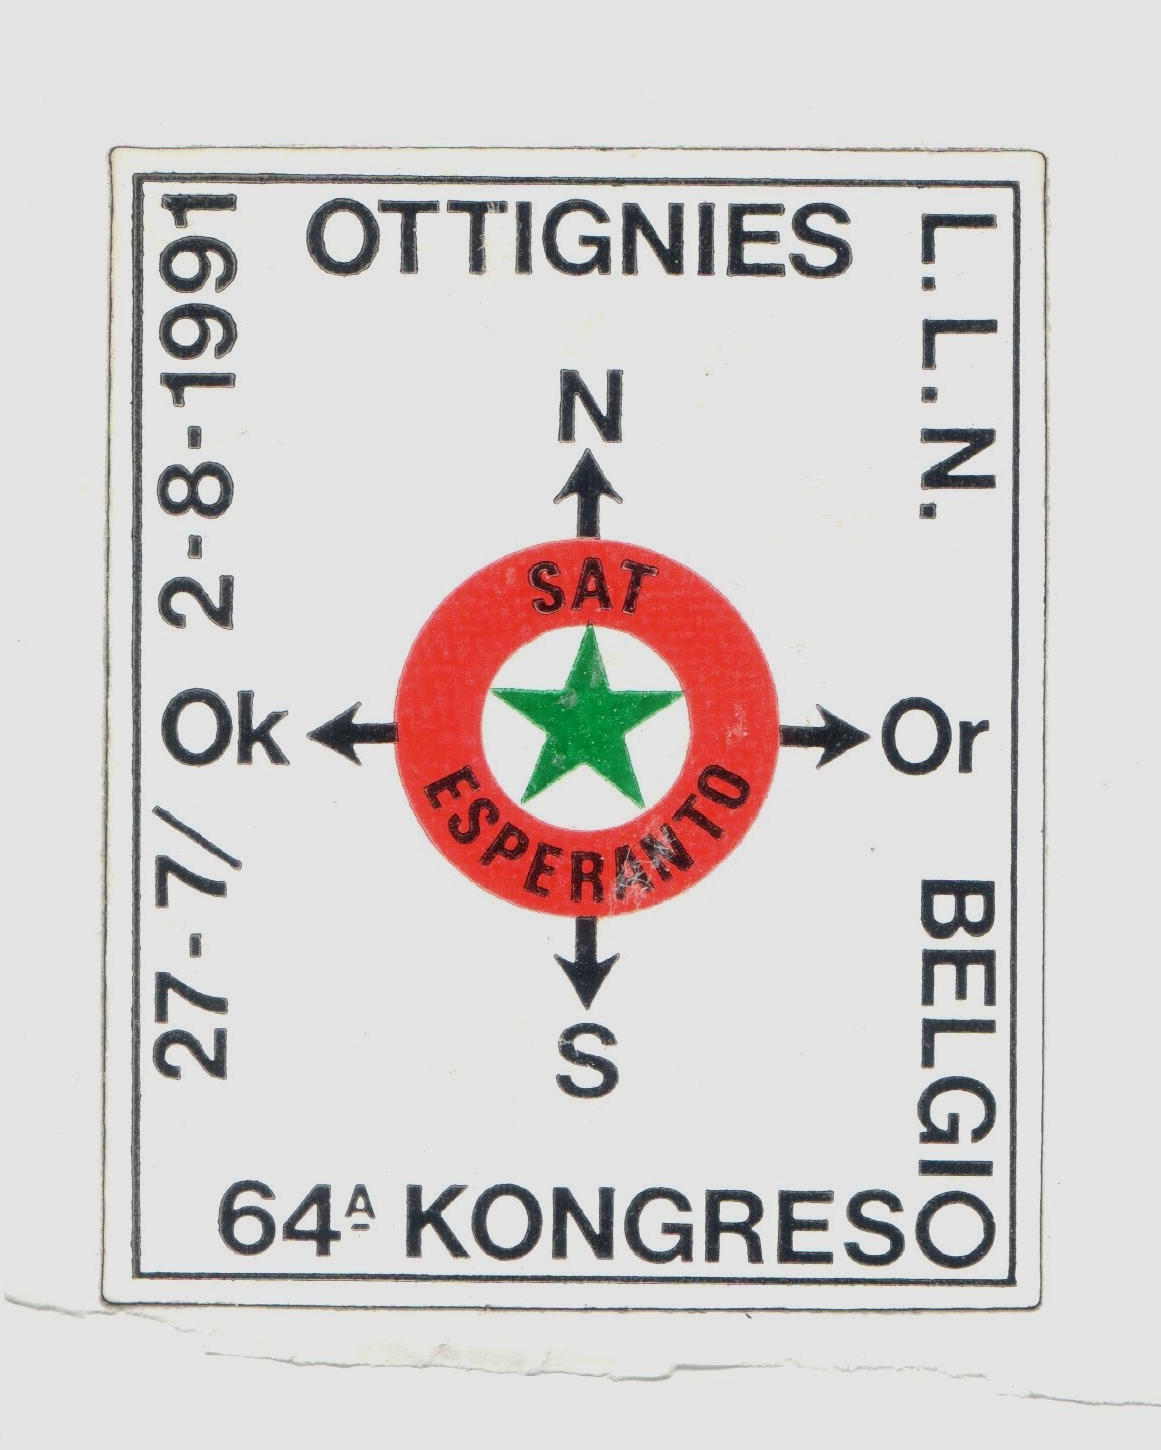 OTTIGNIES
L.L.N.
BELGIO
27-7/ 2-8-1991
N
SAT
Ok
Or
ESPERANTO
S
64ᴬ KONGRESO